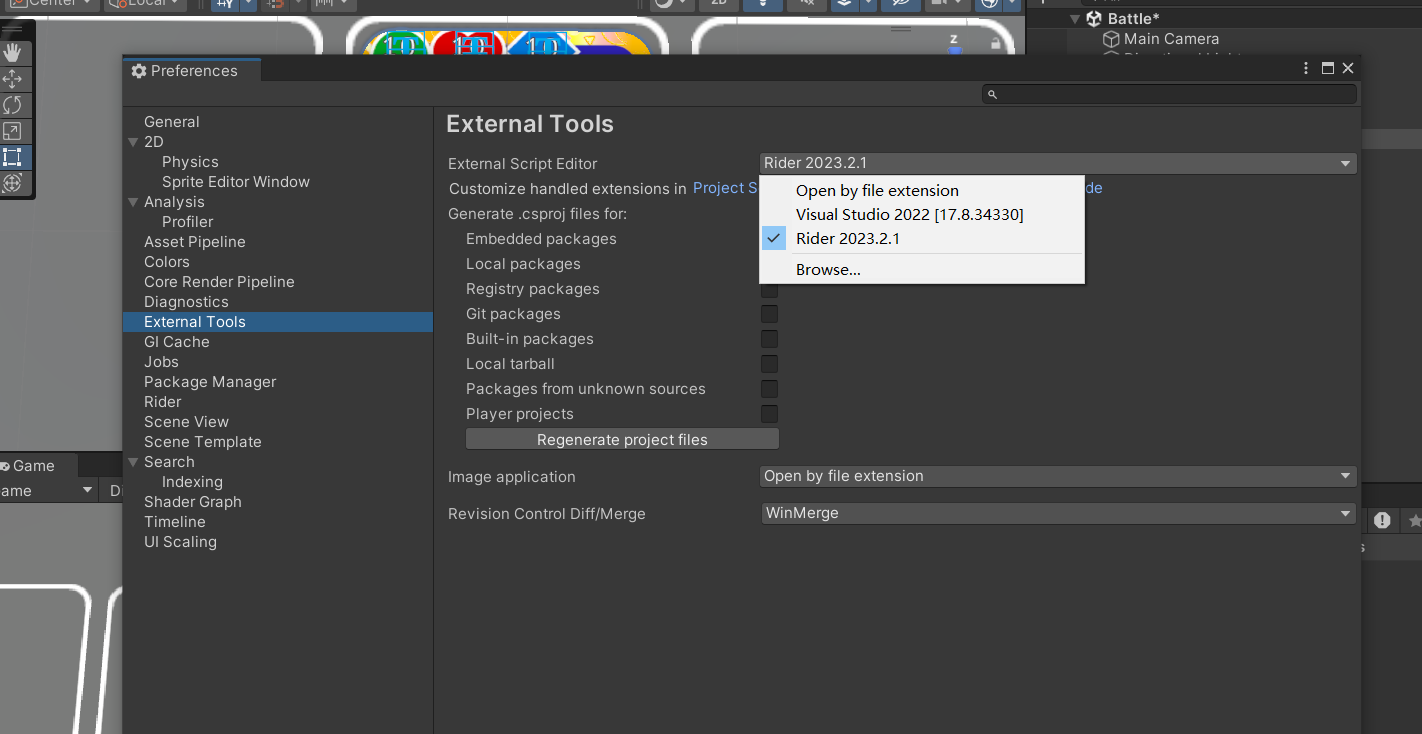 Center
Local
2D
Battle*
Main Camera
10
10
10
Z
Preferences
General
2D
Physics
Sprite Editor Window
Analysis
Profiler
Asset Pipeline
Colors
Core Render Pipeline
Diagnostics
External Tools
GI Cache
Jobs
Package Manager
Rider
Scene View
Scene Template
Search
Indexing
Shader Graph
Timeline
UI Scaling
External Tools
External Script Editor
Rider 2023.2.1
Open by file extension
Visual Studio 2022 [17.8.34330]
Rider 2023.2.1
Browse...
Customize handled extensions in Project S
de
Generate .csproj files for:
Embedded packages
Local packages
Registry packages
Git packages
Built-in packages
Local tarball
Packages from unknown sources
Player projects
Regenerate project files
Image application
Open by file extension
Revision Control Diff/Merge
WinMerge
Game
ame
Di
s